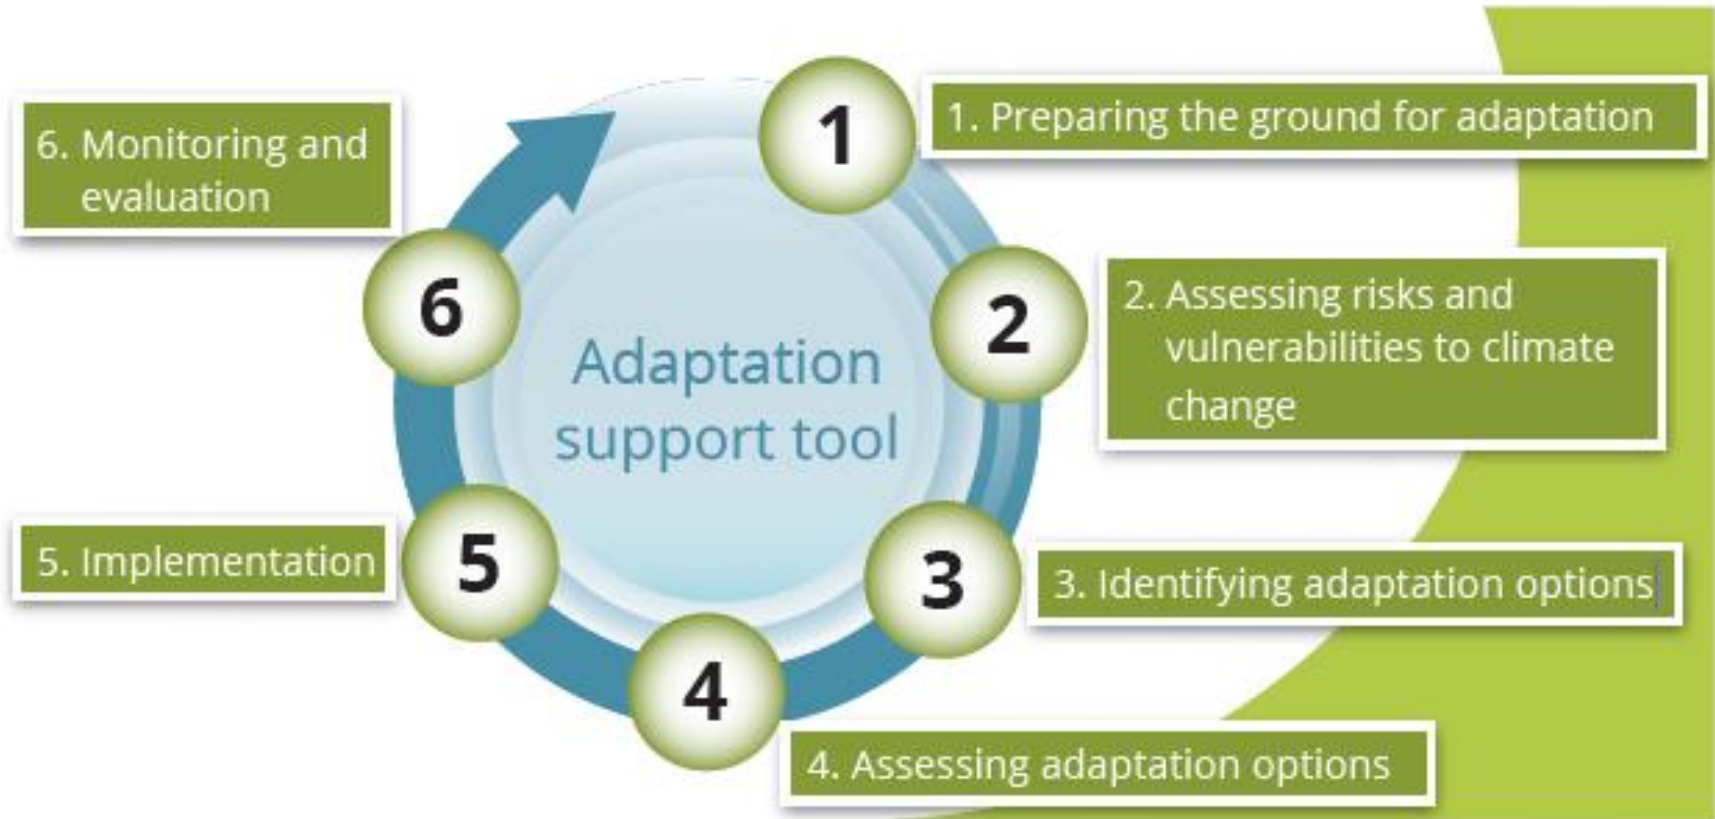 1
1. Preparing the ground for adaptation
2
2. Assessing risks and
vulnerabilities to climate
change
3
3. Identifying adaptation options
4
4. Assessing adaptation options
5
5. Implementation
6
6. Monitoring and
evaluation
Adaptation
support tool